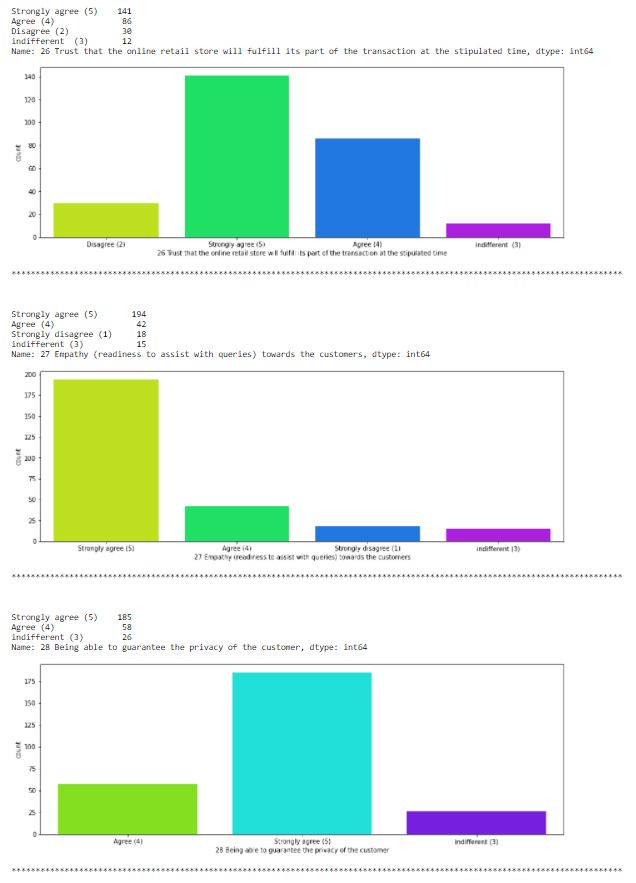 Strongly agree (5)    141
Agree (4)              86
Disagree (2)           30
indifferent  (3)       12
Name: 26 Trust that the online retail store will fulfill its part of the transaction at the stipulated time, dtype: int64
140
120
100
80
60
40
20
0
count
Disagree (2) Strongly agree (5) Agree (4) indifferent (3)
26 Trust that the online retail store will fulfill its part of the transaction at the stipulated time
********************************************************************************************************************************
Strongly agree (5)       194
Agree (4)                 42
Strongly disagree (1)     18
indifferent (3)           15
Name: 27 Empathy (readiness to assist with queries) towards the customers, dtype: int64
200
175
150
125
100
75
50
25
0
count
Strongly agree (5) Agree (4) Strongly disagree (1) indifferent (3)
27 Empathy (readiness to assist with queries) towards the customers
********************************************************************************************************************************
Strongly agree (5)    185
Agree (4)              58
indifferent (3)        26
Name: 28 Being able to guarantee the privacy of the customer, dtype: int64
175
150
125
100
75
50
25
0
count
Agree (4) Strongly agree (5) indifferent (3)
28 Being able to guarantee the privacy of the customer
********************************************************************************************************************************